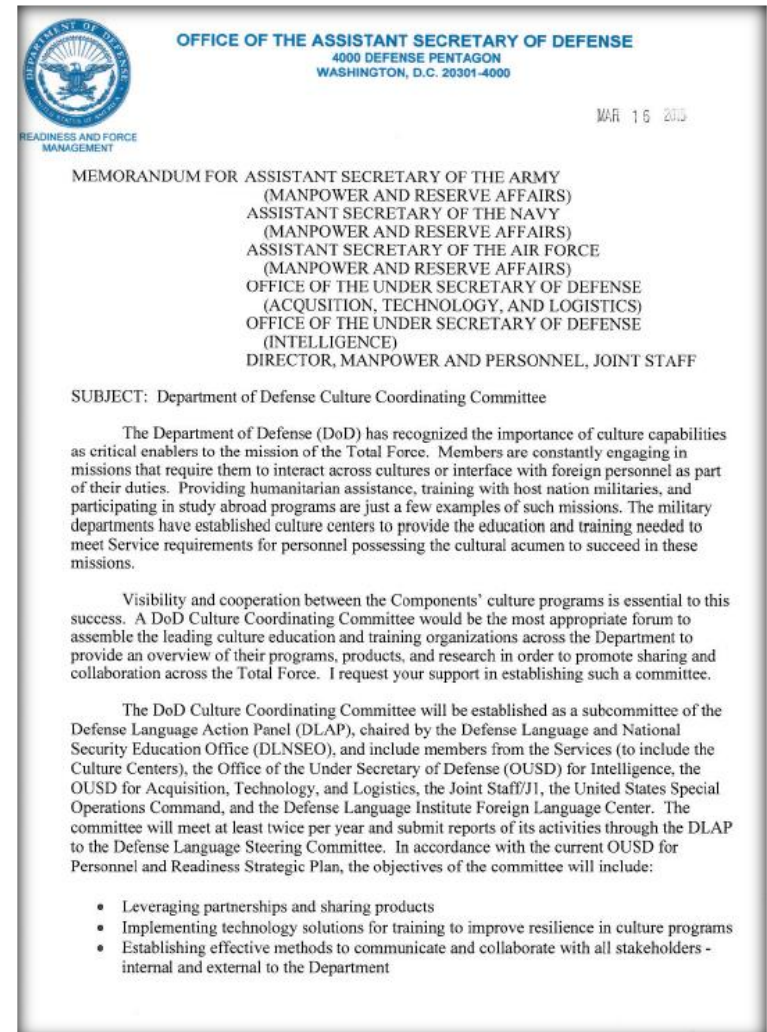 OFFICE OF THE ASSISTANT SECRETARY OF DEFENSE
4000 DEFENSE PENTAGON
WASHINGTON, D.C. 20301-4000
DEPARTMENT OF DEFENSE
UNITED STATES OF AMERICA
READINESS AND FORCE
MANAGEMENT
MAR 16
MEMORANDUM FOR ASSISTANT SECRETARY OF THE ARMY
(MANPOWER AND RESERVE AFFAIRS)
ASSISTANT SECRETARY OF THE NAVY
(MANPOWER AND RESERVE AFFAIRS)
ASSISTANT SECRETARY OF THE AIR FORCE
(MANPOWER AND RESERVE AFFAIRS)
OFFICE OF THE UNDER SECRETARY OF DEFENSE
(ACQUSITION, TECHNOLOGY, AND LOGISTICS)
OFFICE OF THE UNDER SECRETARY OF DEFENSE
(INTELLIGENCE)
DIRECTOR, MANPOWER AND PERSONNEL, JOINT STAFF
SUBJECT: Department of Defense Culture Coordinating Committee
The Department of Defense (DoD) has recognized the importance of culture capabilities
as critical enablers to the mission of the Total Force. Members are constantly engaging in
missions that require them to interact across cultures or interface with foreign personnel as part
of their duties. Providing humanitarian assistance, training with host nation militaries, and
participating in study abroad programs are just a few examples of such missions. The military
departments have established culture centers to provide the education and training needed to
meet Service requirements for personnel possessing the cultural acumen to succeed in these
missions.
Visibility and cooperation between the Components' culture programs is essential to this
success. A DoD Culture Coordinating Committee would be the most appropriate forum to
assemble the leading culture education and training organizations across the Department to
provide an overview of their programs, products, and research in order to promote sharing and
collaboration across the Total Force. I request your support in establishing such a committee.
The DoD Culture Coordinating Committee will be established as a subcommittee of the
Defense Language Action Panel (DLAP), chaired by the Defense Language and National
Security Education Office (DLNSEO), and include members from the Services (to include the
Culture Centers), the Office of the Under Secretary of Defense (OUSD) for Intelligence, the
OUSD for Acquisition, Technology, and Logistics, the Joint Staff/J1, the United States Special
Operations Command, and the Defense Language Institute Foreign Language Center. The
committee will meet at least twice per year and submit reports of its activities through the DLAP
to the Defense Language Steering Committee. In accordance with the current OUSD for
Personnel and Readiness Strategic Plan, the objectives of the committee will include:
• Leveraging partnerships and sharing products
• Implementing technology solutions for training to improve resilience in culture programs
• Establishing effective methods to communicate and collaborate with all stakeholders -
internal and external to the Department